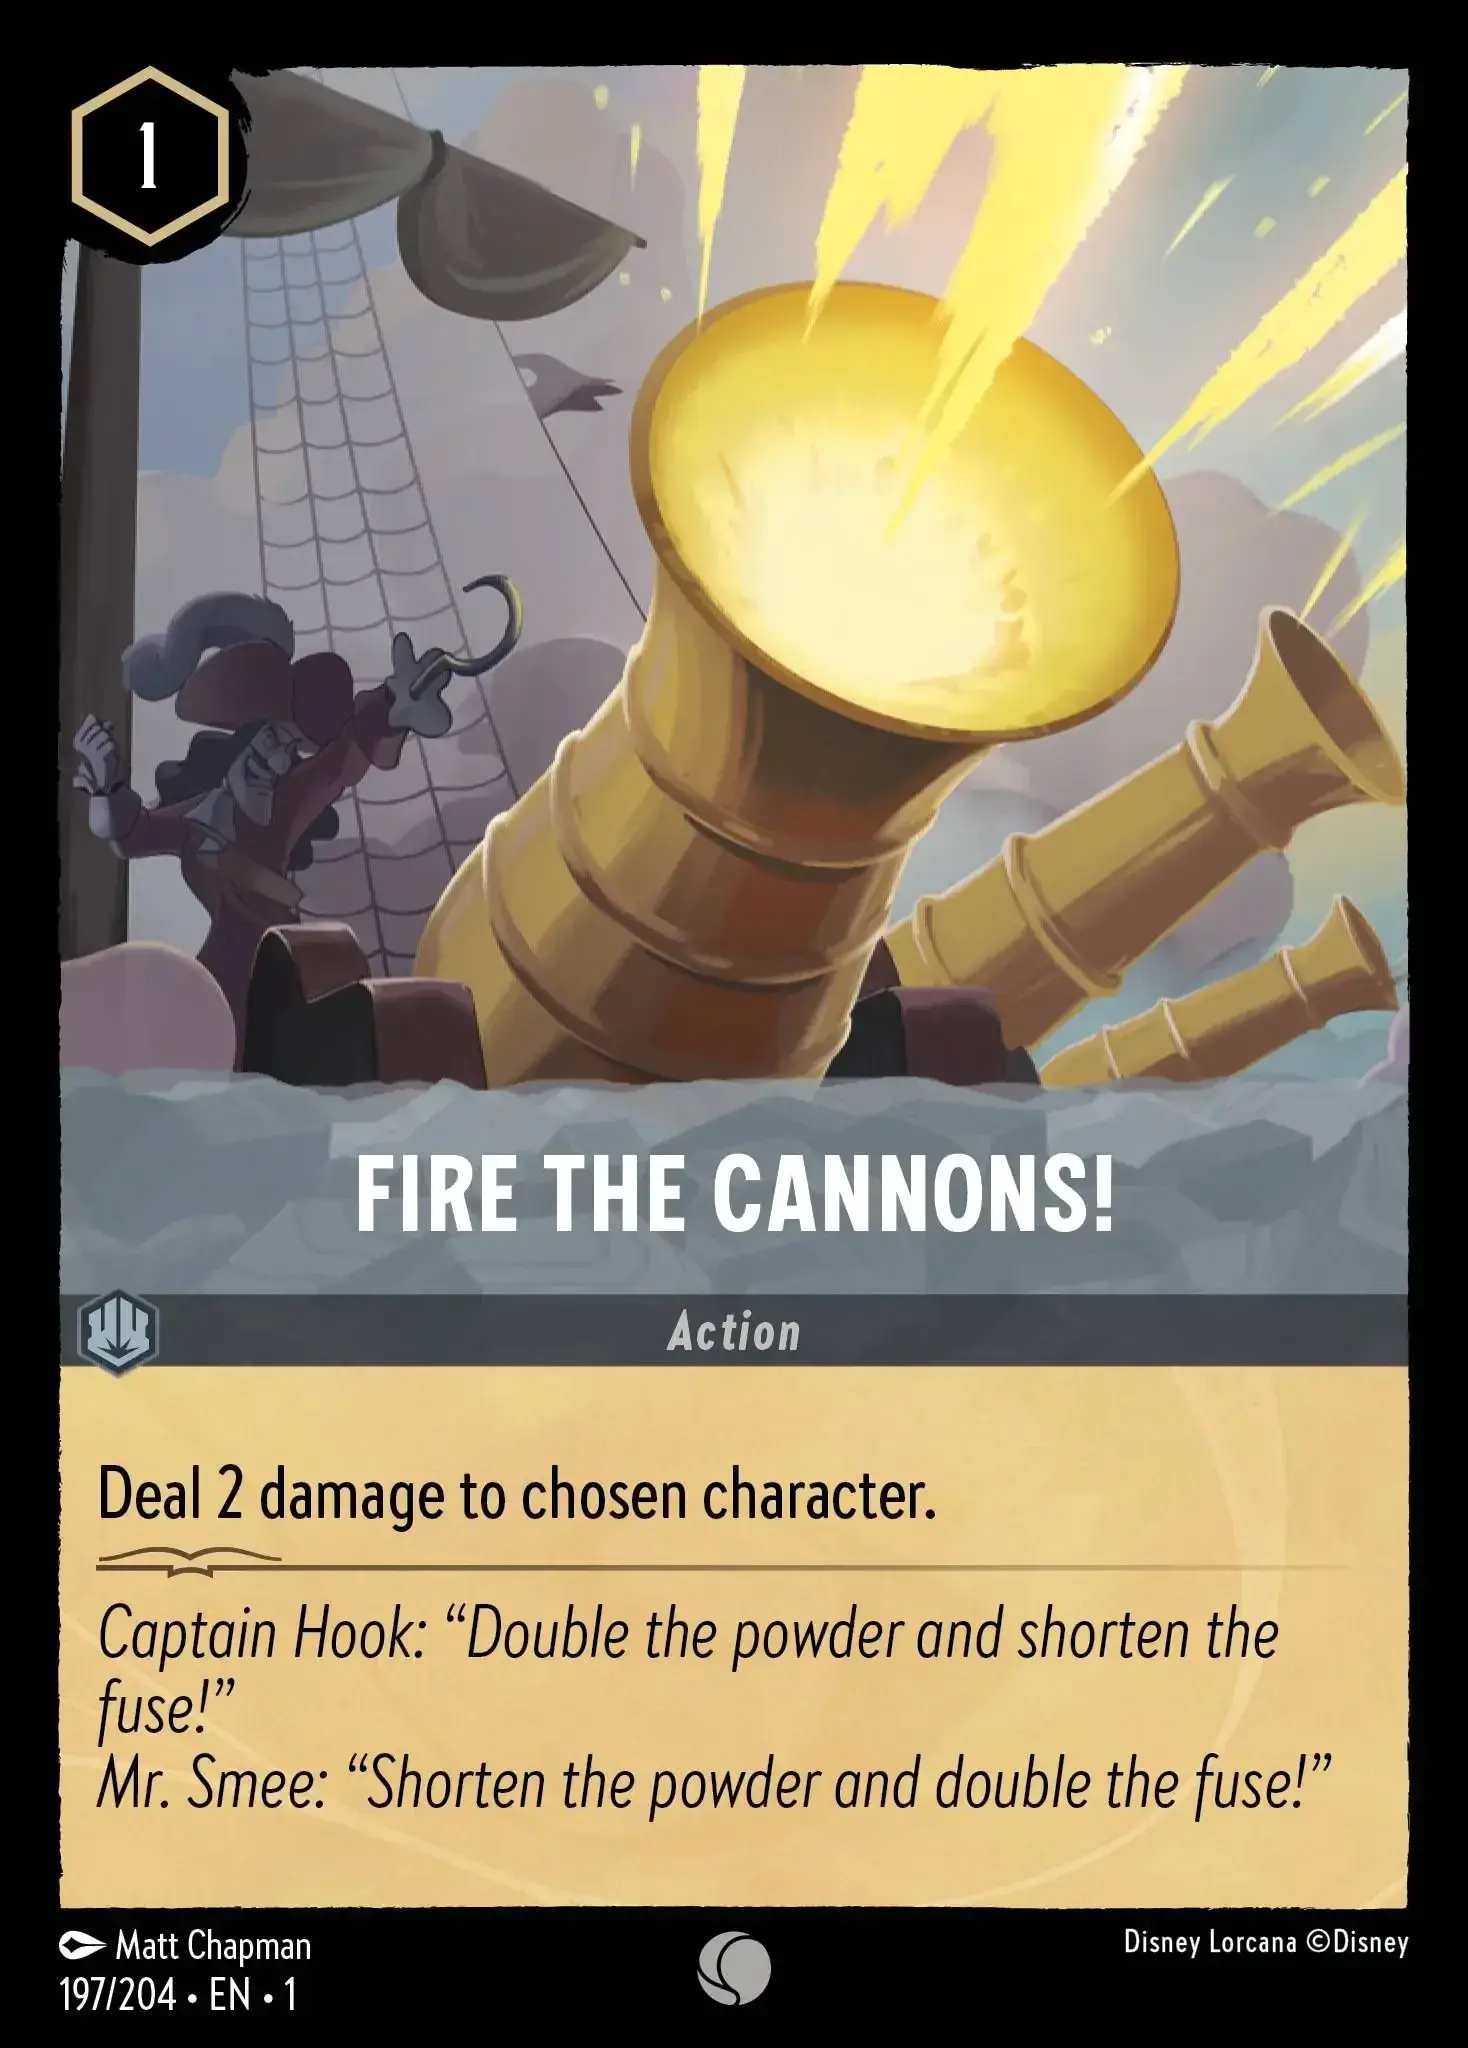 1
FIRE THE CANNONS!
Action
Deal 2 damage to chosen character.
Captain Hook: “Double the powder and shorten the
fuse!”
Mr. Smee: “Shorten the powder and double the fuse!”
Matt Chapman
Disney Lorcana ©Disney
197/204 • EN • 1